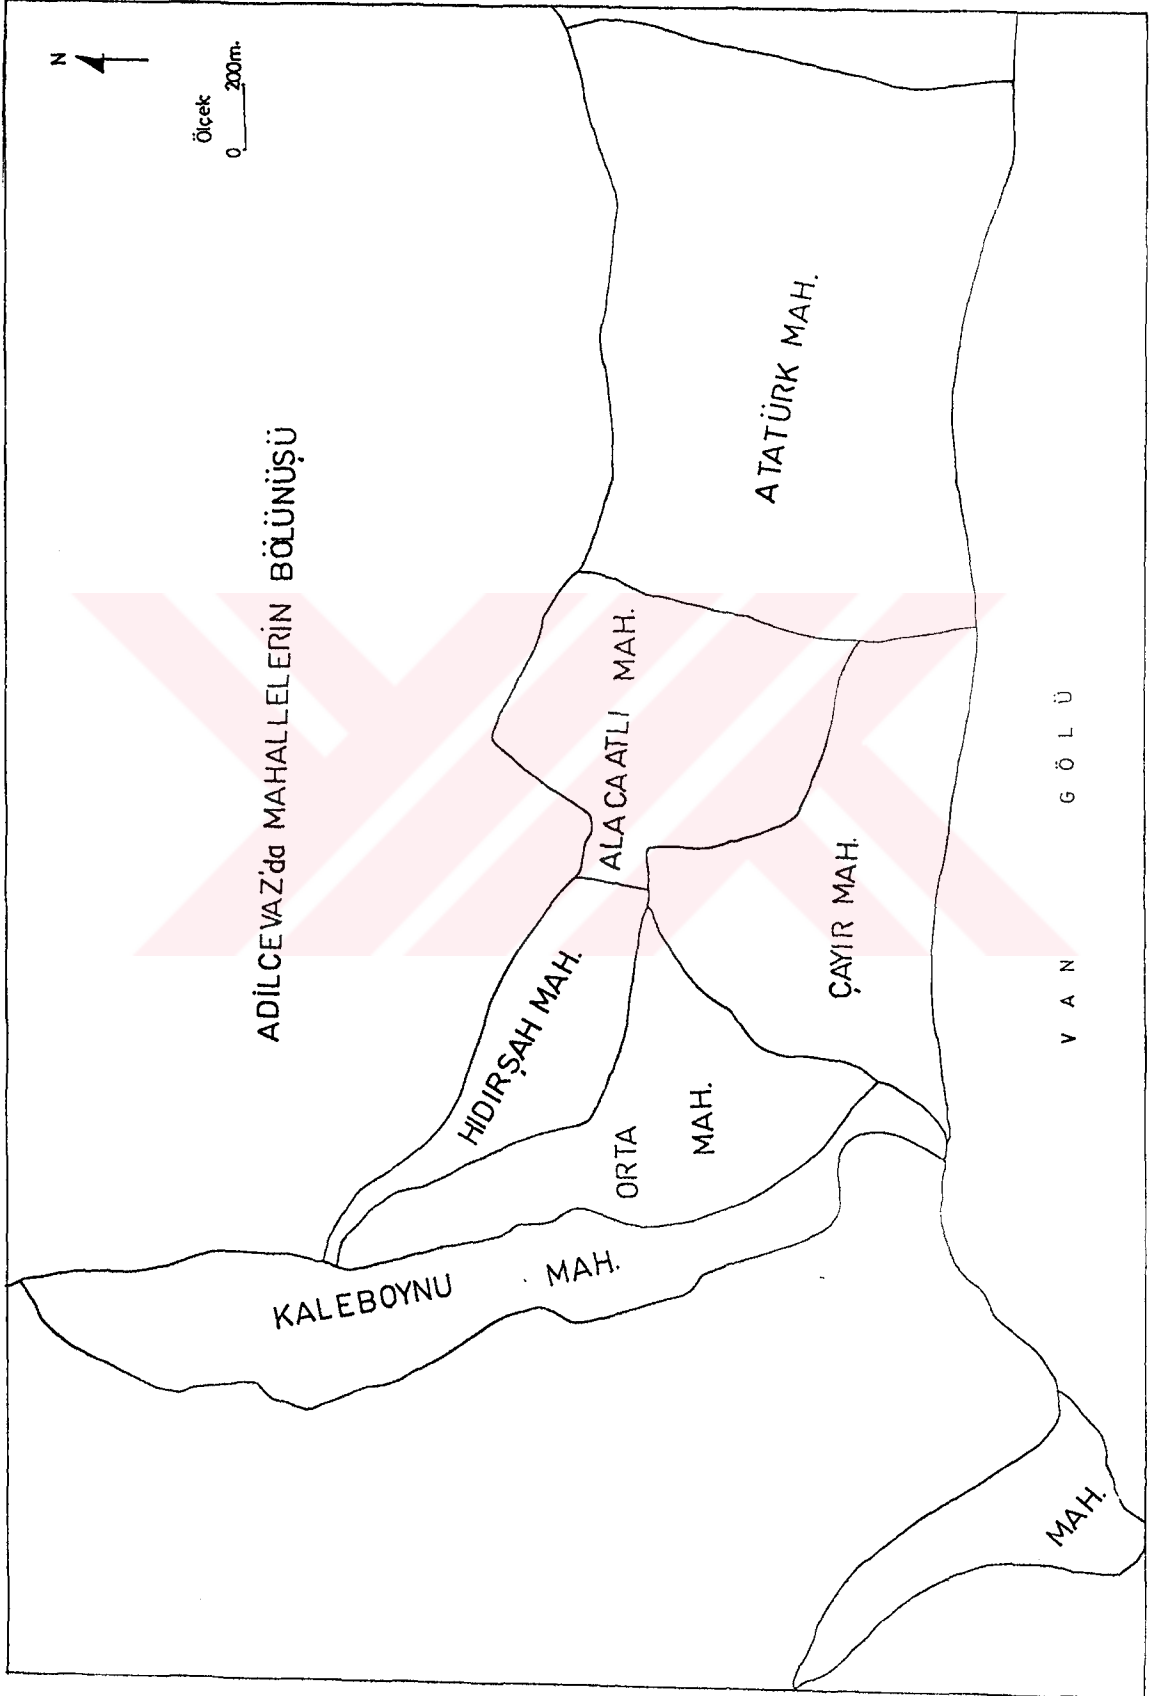 ADİLCEVAZ'da MAHALLELERİN BÖLÜNÜŞÜ
N
Ölçek
0 200m.
KALEBOYNU MAH.
HIDIRŞAH MAH.
ORTA
MAH.
ALACAATLI MAH.
ÇAYIR MAH.
ATATÜRK MAH.
MAH.
VAN GÖLÜ